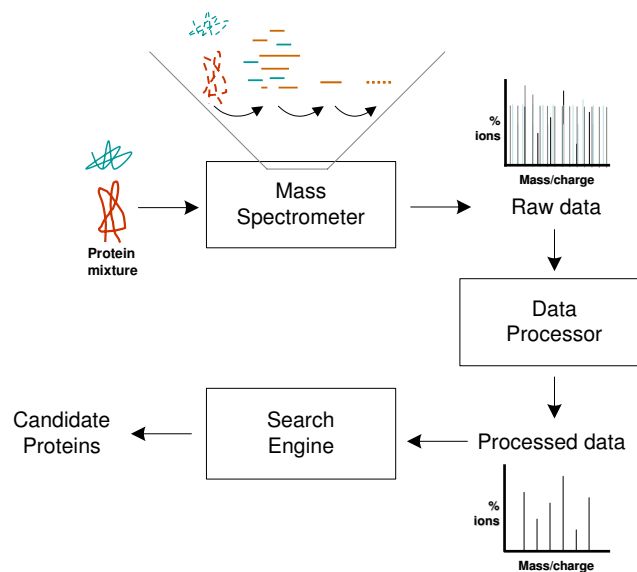 %
ions
Mass/charge
Mass
Spectrometer
Raw data
Protein
mixture
Data
Processor
Candidate
Proteins
Search
Engine
Processed data
%
ions
Mass/charge